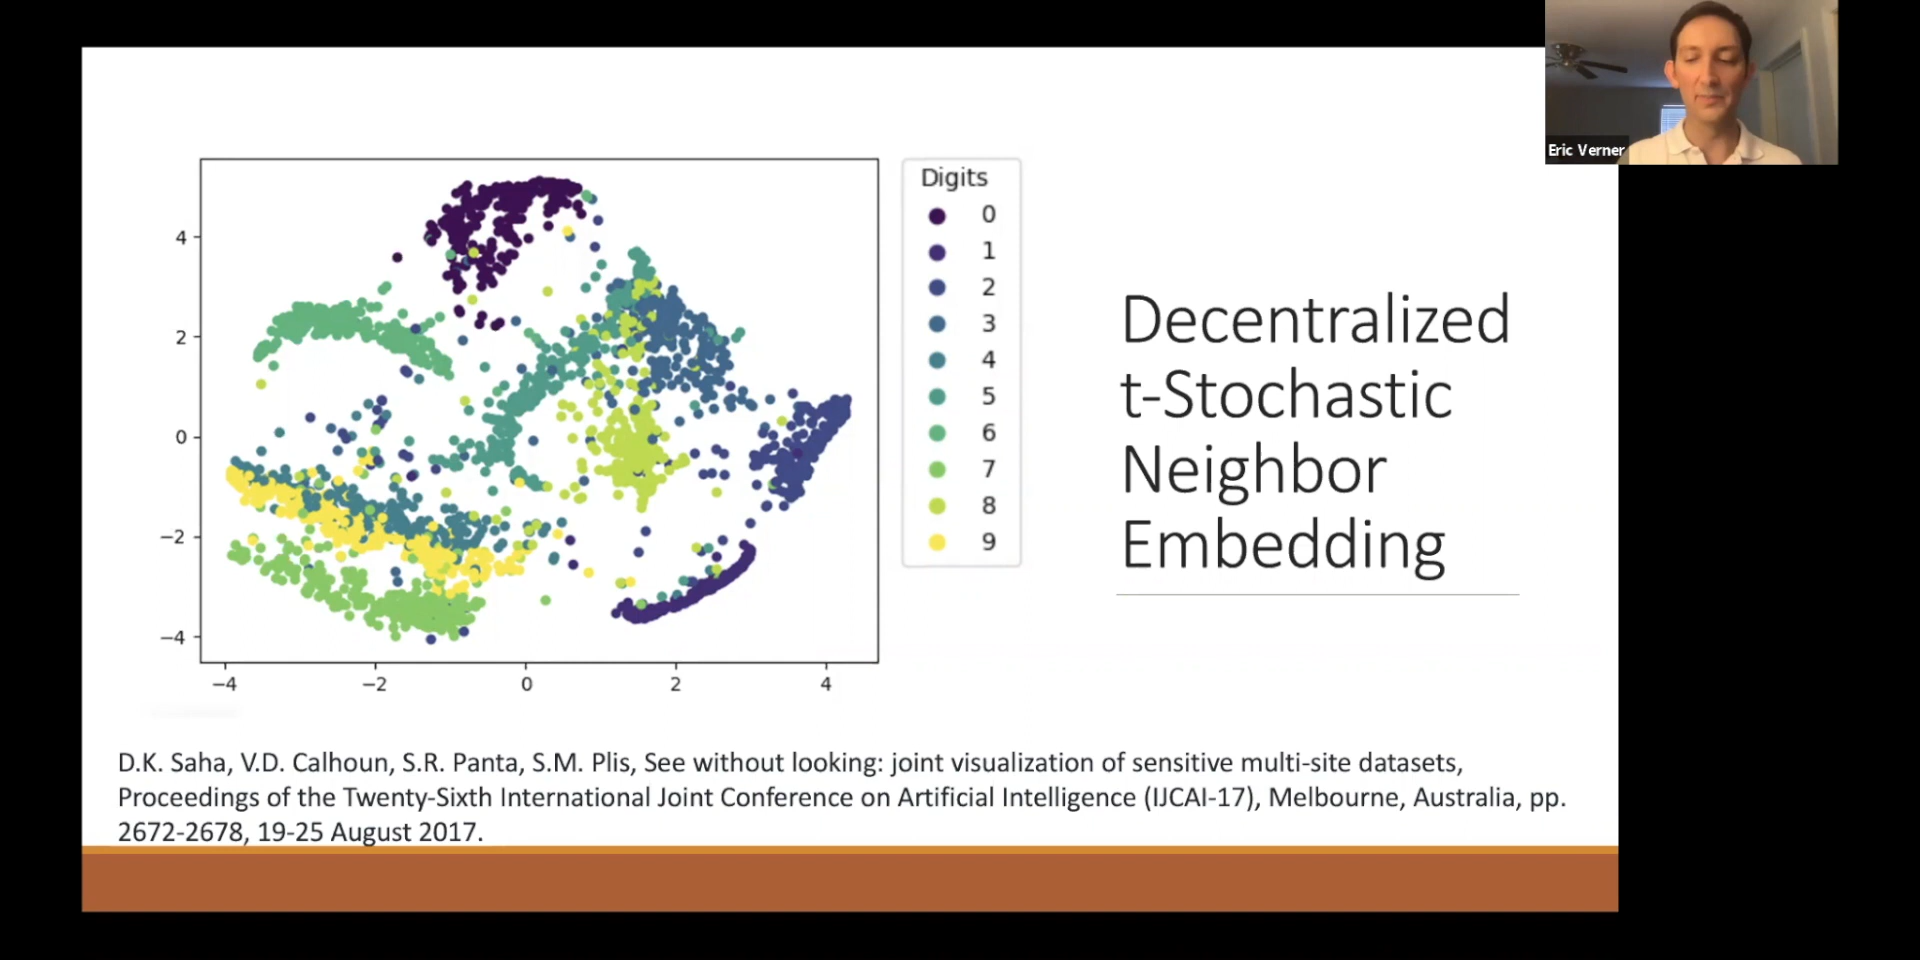 Eric Verner
Digits
0
1
2
3
4
5
6
7
8
9
4
2
0
−2
−4
−4
−2
0
2
4
Decentralized
t-Stochastic
Neighbor
Embedding
D.K. Saha, V.D. Calhoun, S.R. Panta, S.M. Plis, See without looking: joint visualization of sensitive multi-site datasets,
Proceedings of the Twenty-Sixth International Joint Conference on Artificial Intelligence (IJCAI-17), Melbourne, Australia, pp.
2672-2678, 19-25 August 2017.